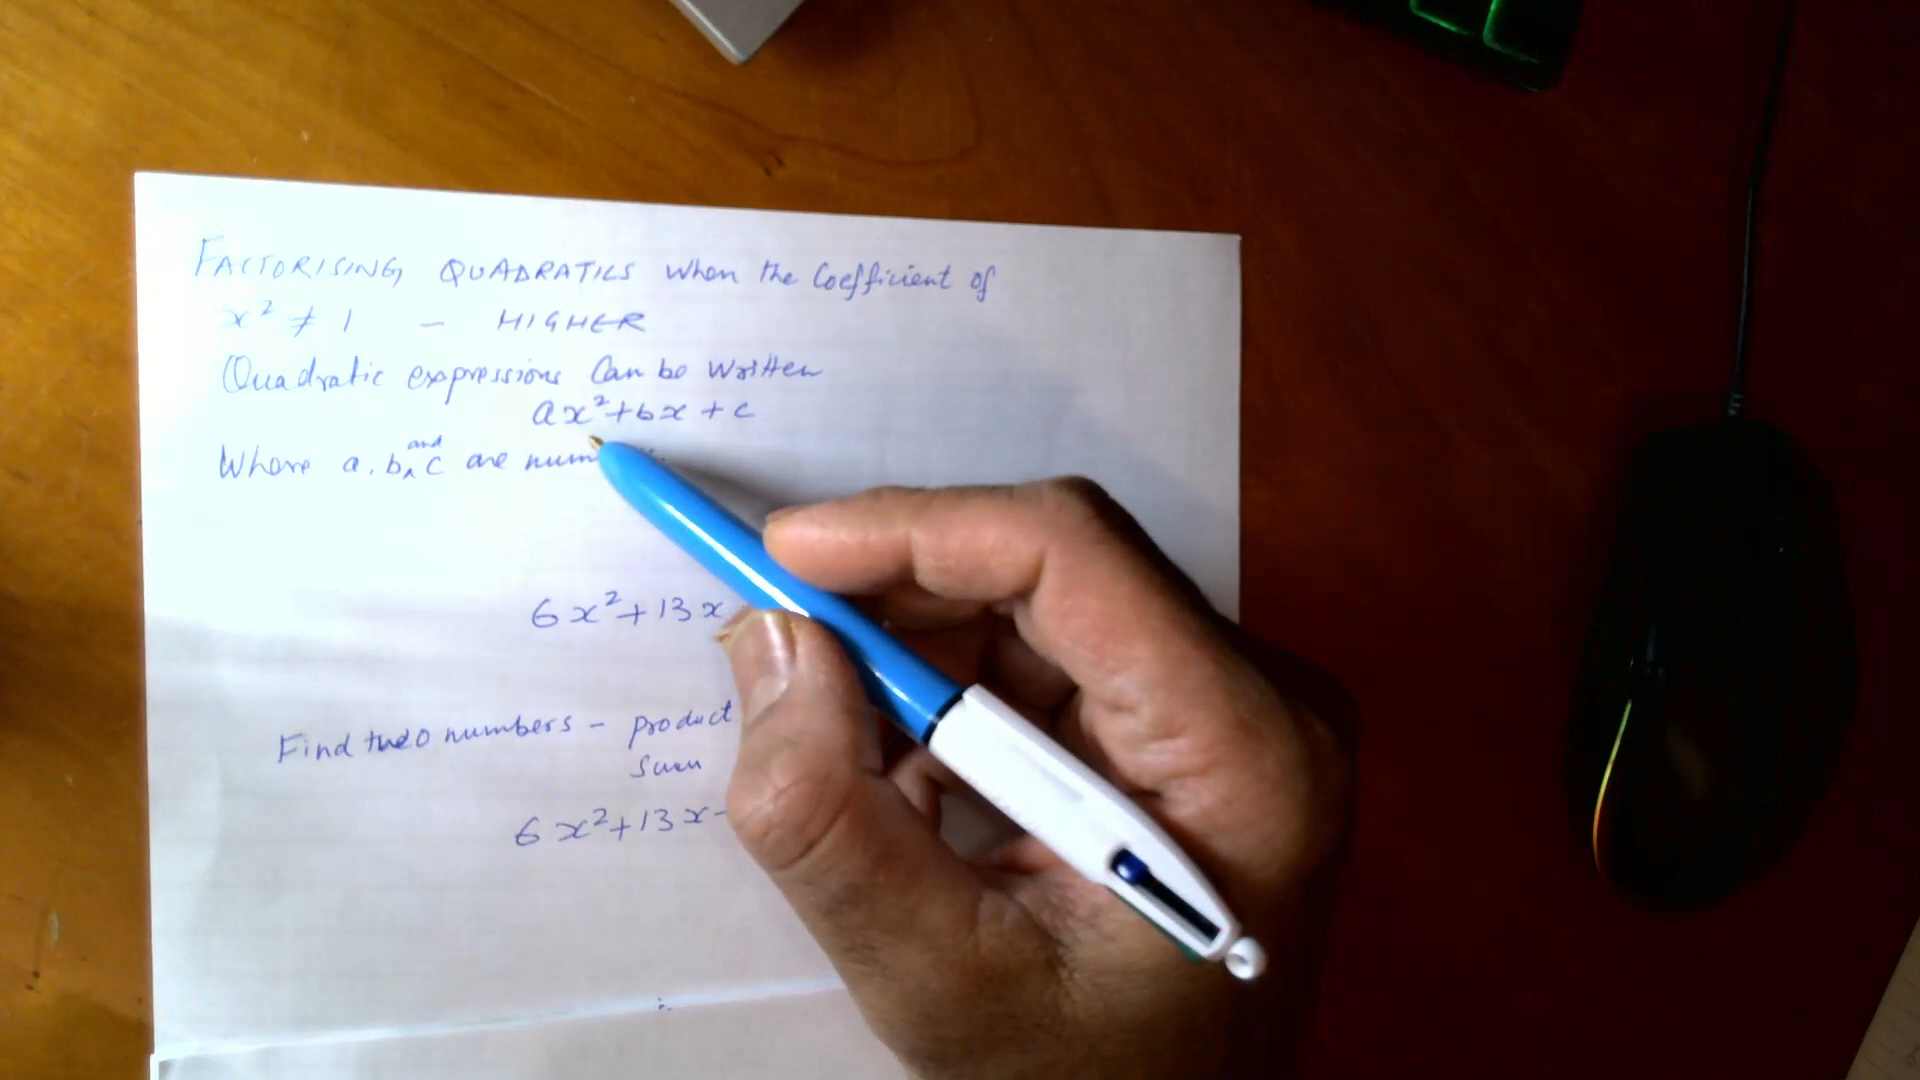 FACTORISING QUADRATICS when the Coefficient of
x² ≠ 1 - HIGHER
Quadratic expressions Can be written
ax²+bx+c
Where a, b, and c are num
6x²+13x
Find two numbers - product
Sum
6x²+13x-